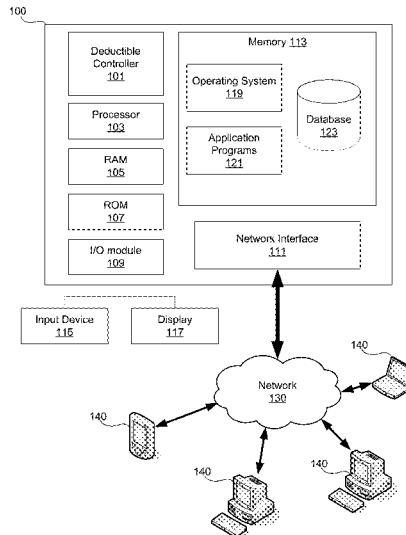 100
Deductible
Controller
101
Processor
103
RAM
105
ROM
107
I/O module
109
Memory 113
Operating System
119
Application
Programs
121
Database
123
Network Interface
111
Input Device
115
Display
117
Network
130
140
140
140
140